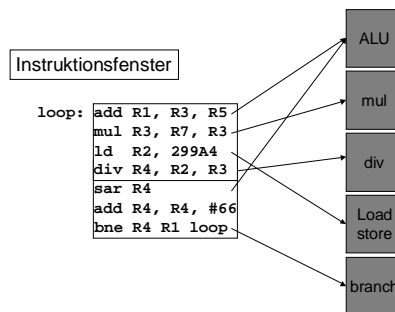 Instruktionsfenster
loop: add R1, R3, R5
mul R3, R7, R3
ld R2, 299A4
div R4, R2, R3
sar R4
add R4, R4, #66
bne R4 R1 loop
ALU
mul
div
Load
store
branch